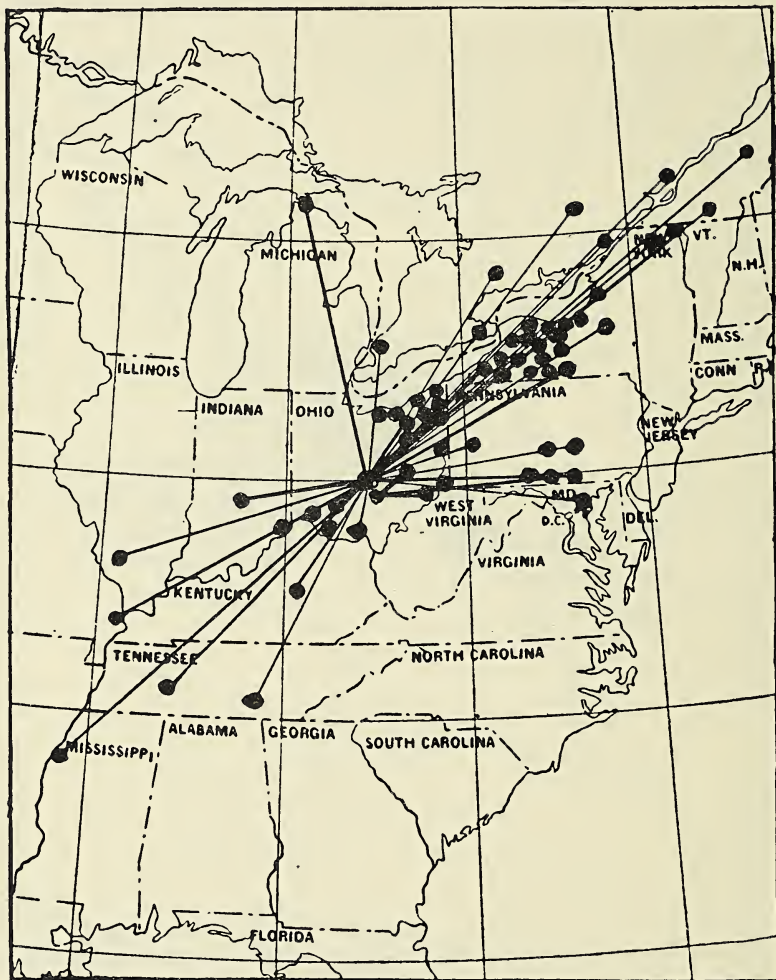 WISCONSIN
MICHIGAN
NEW
YORK
VT.
N.H.
MASS.
CONN
R.
ILLINOIS
INDIANA
OHIO
PENNSYLVANIA
NEW
JERSEY
WEST
VIRGINIA
MD.
D.C.
DEL.
VIRGINIA
KENTUCKY
TENNESSEE
NORTH CAROLINA
MISSISSIPPI
ALABAMA
GEORGIA
SOUTH CAROLINA
FLORIDA